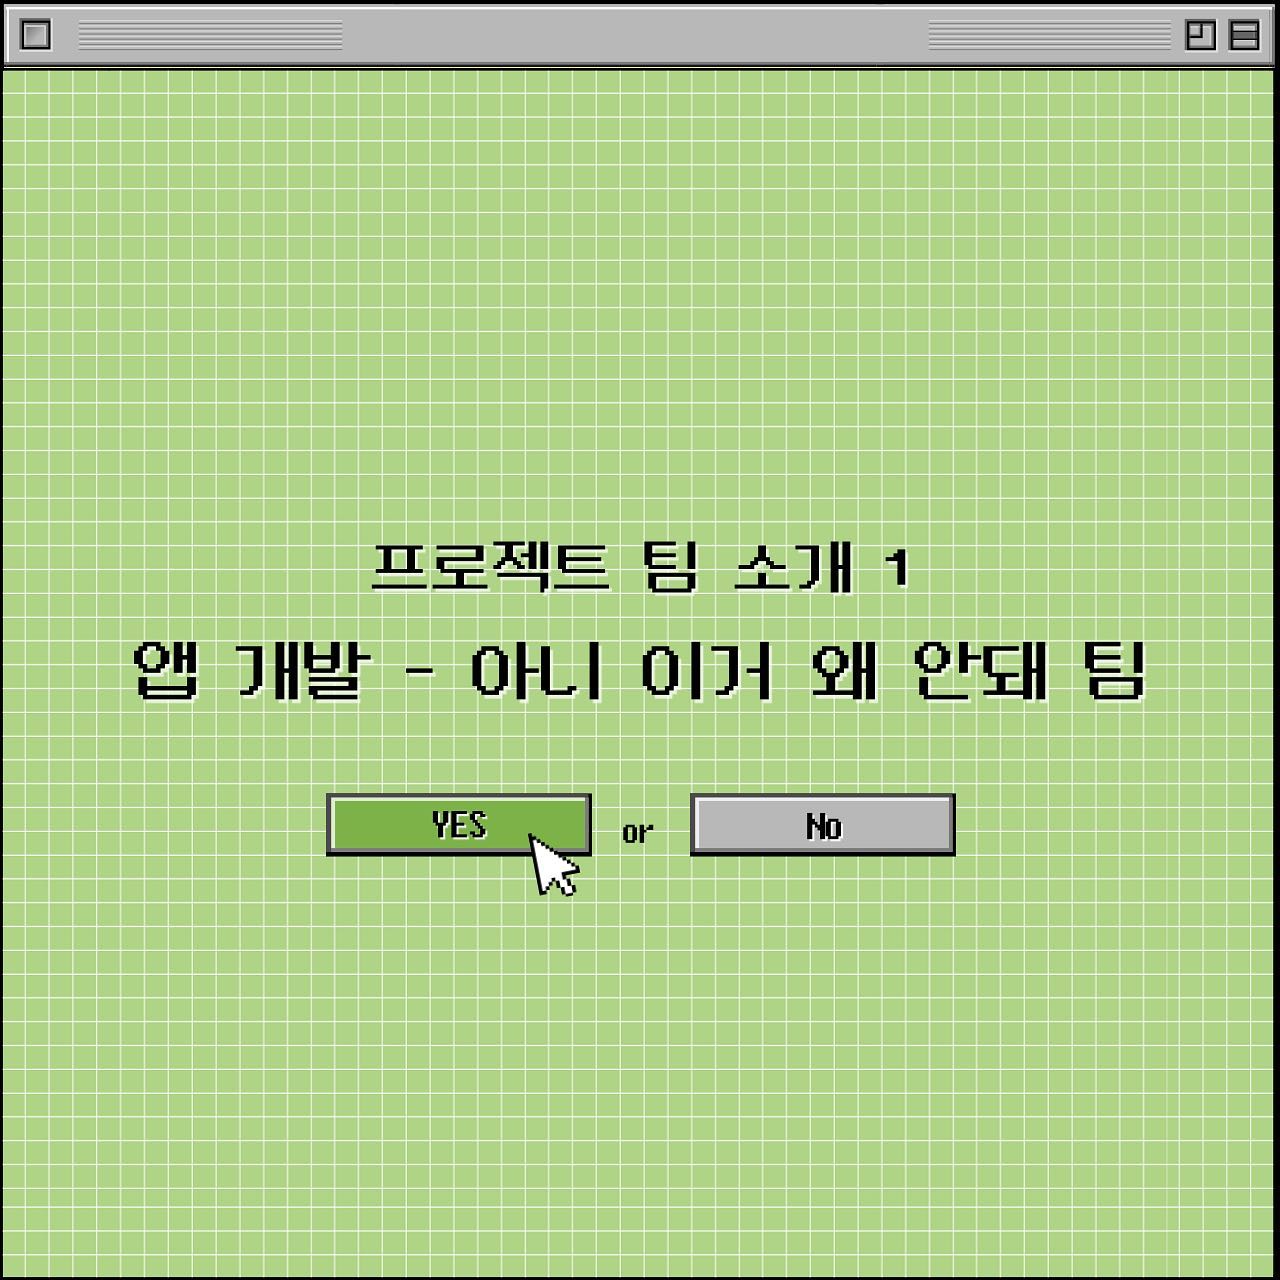 프로젝트 팀 소개 1
앱 개발 - 아니 이거 왜 안돼 팀
YES or No